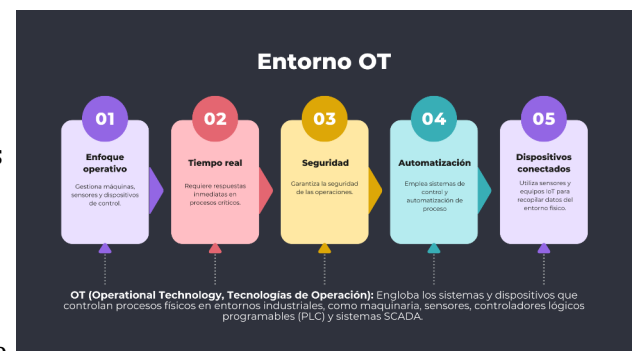 Entorno OT
01
Enfoque
operativo
Gestiona máquinas,
sensores y dispositivos
de control.
02
Tiempo real
Requiere respuestas
inmediatas en
procesos críticos.
03
Seguridad
Garantiza la seguridad
de las operaciones.
04
Automatización
Emplea sistemas de
control y
automatización de
proceso
05
Dispositivos
conectados
Utiliza sensores y
equipos IoT para
recopilar datos del
entorno físico.
OT (Operational Technology, Tecnologías de Operación): Engloba los sistemas y dispositivos que
controlan procesos físicos en entornos industriales, como maquinaria, sensores, controladores lógicos
programables (PLC) y sistemas SCADA.